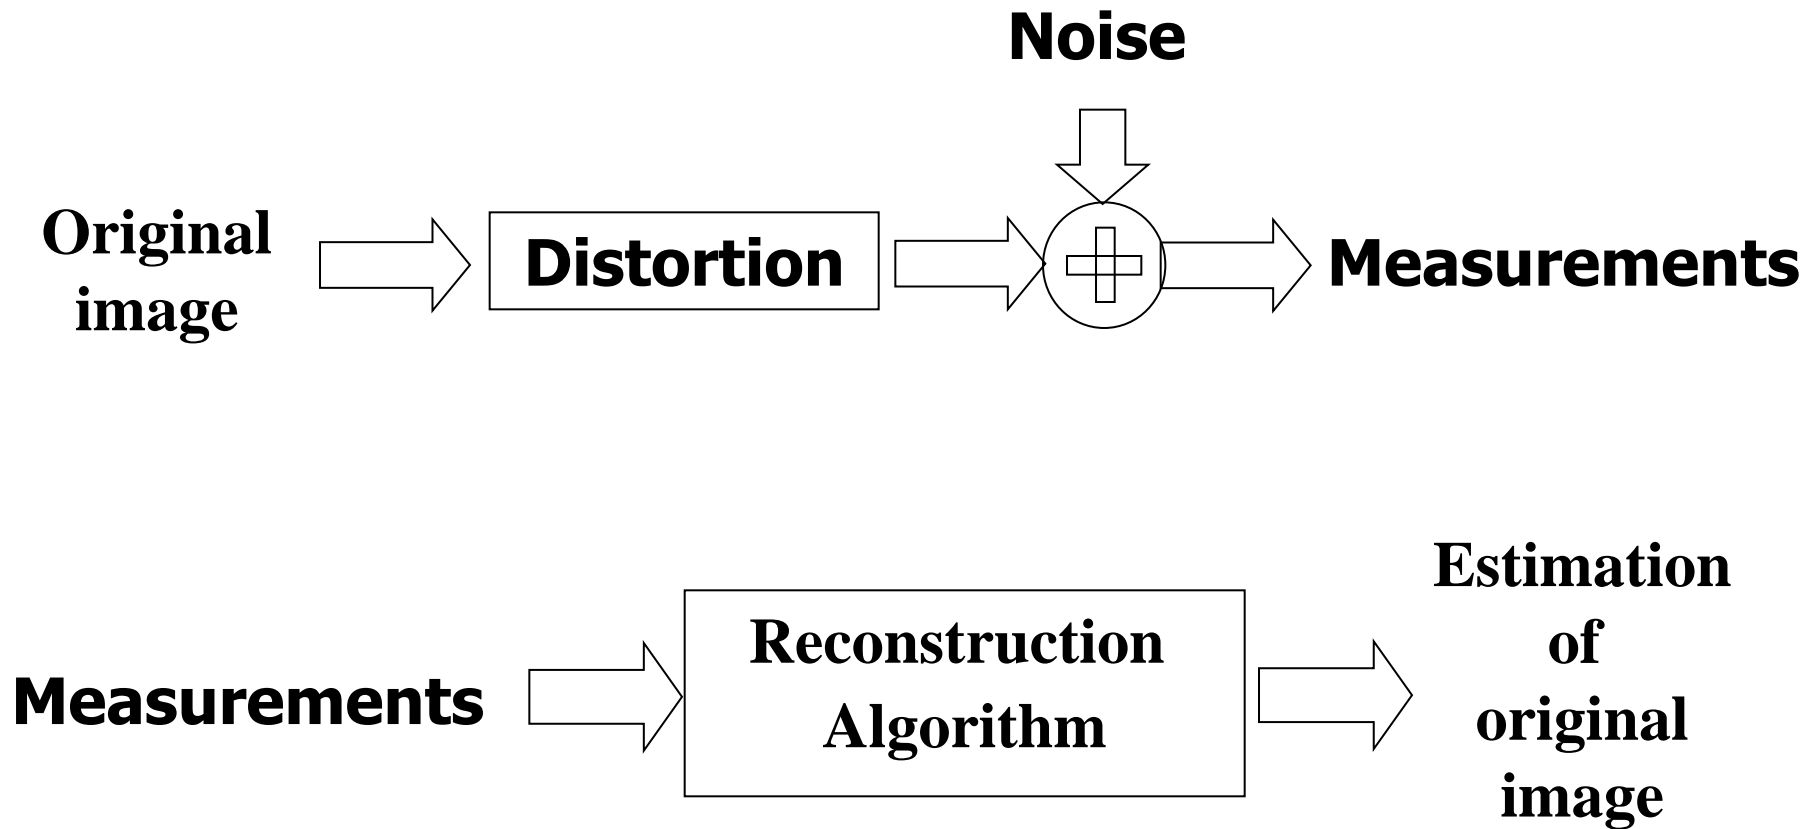 Noise
Original
image
Distortion
Measurements
Measurements
Reconstruction
Algorithm
Estimation
of
original
image